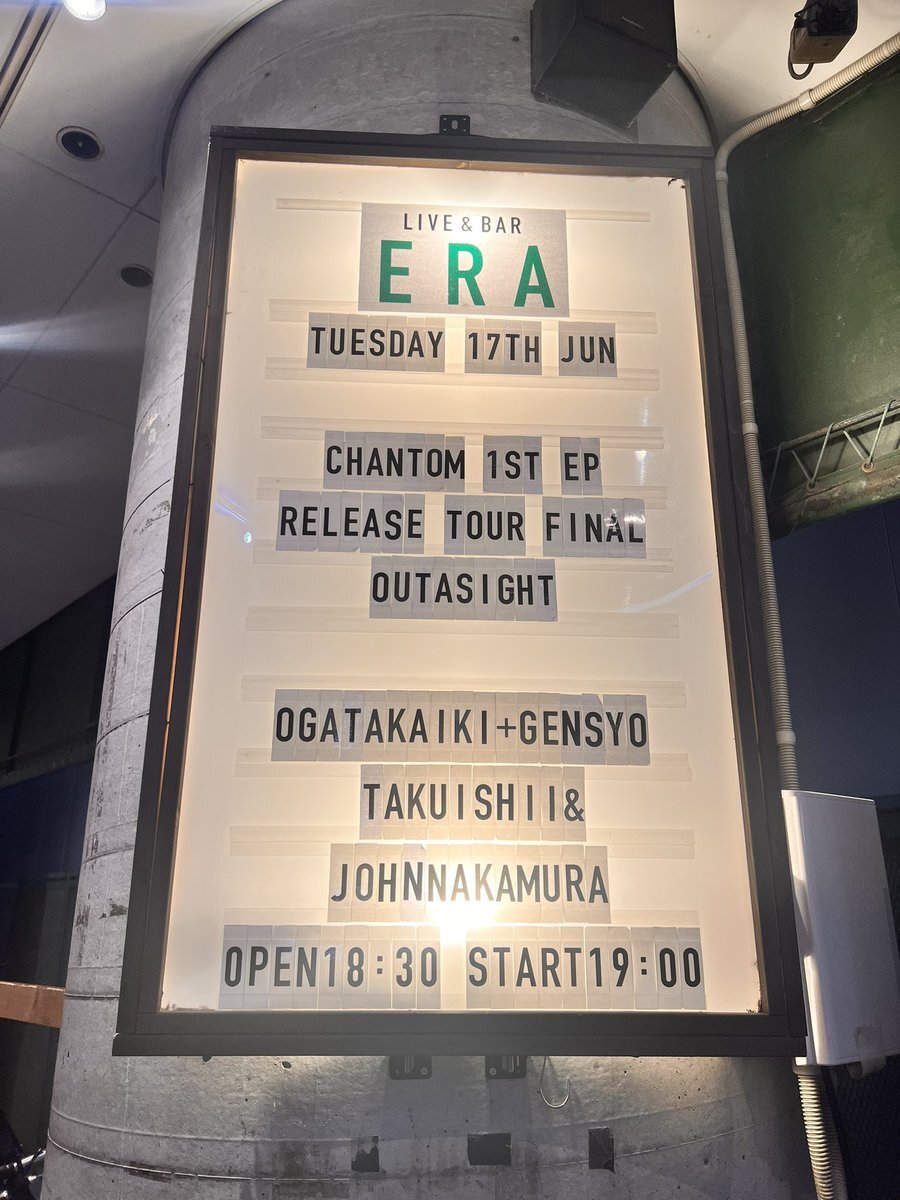 LIVE & BAR
ERA
TUESDAY 17TH JUN
CHANTOM 1ST EP
RELEASE TOUR FINAL
OUTASIGHT
OGATAKAIKI+GENSYO
TAKUISHII&
JOHNNAKAMURA
OPEN18:30 START19:00